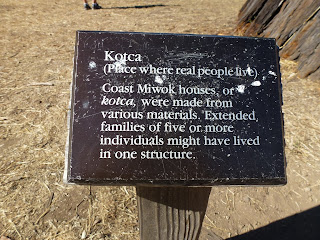 Kotca
(Place where real people live)
Coast Miwok houses, or
kotca, were made from
various materials. Extended
families of five or more
individuals might have lived
in one structure.